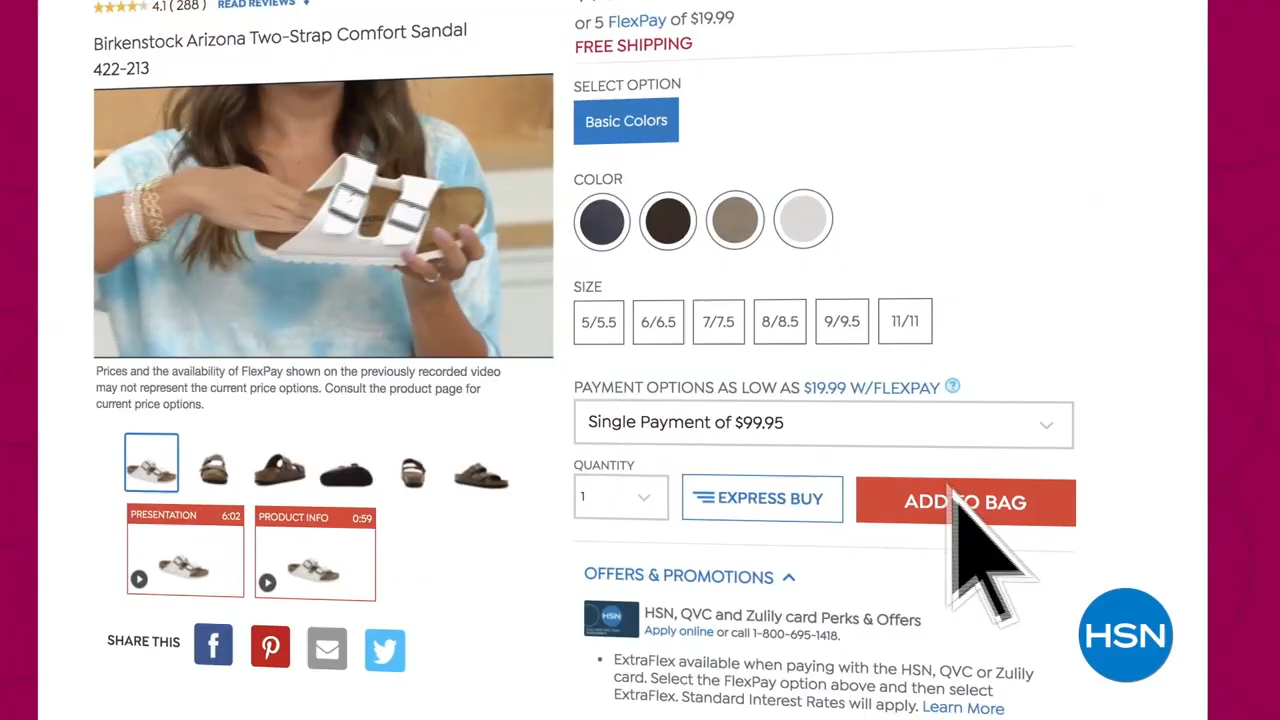 4.1 ( 288 ) READ REVIEWS
Birkenstock Arizona Two-Strap Comfort Sandal
422-213
Prices and the availability of FlexPay shown on the previously recorded video
may not represent the current price options. Consult the product page for
current price options.
PRESENTATION 6:02
PRODUCT INFO 0:59
SHARE THIS
or 5 FlexPay of $19.99
FREE SHIPPING
SELECT OPTION
Basic Colors
COLOR
SIZE
5/5.5 6/6.5 7/7.5 8/8.5 9/9.5 11/11
PAYMENT OPTIONS AS LOW AS $19.99 W/FLEXPAY ?
Single Payment of $99.95
QUANTITY
1
EXPRESS BUY
ADD TO BAG
OFFERS & PROMOTIONS
HSN
HSN, QVC and Zulily card Perks & Offers
Apply online or call 1-800-695-1418.
• ExtraFlex available when paying with the HSN, QVC or Zulily
card. Select the FlexPay option above and then select
ExtraFlex. Standard Interest Rates will apply. Learn More
HSN